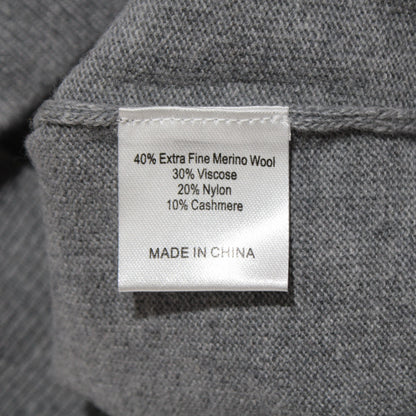 40% Extra Fine Merino Wool
30% Viscose
20% Nylon
10% Cashmere
MADE IN CHINA